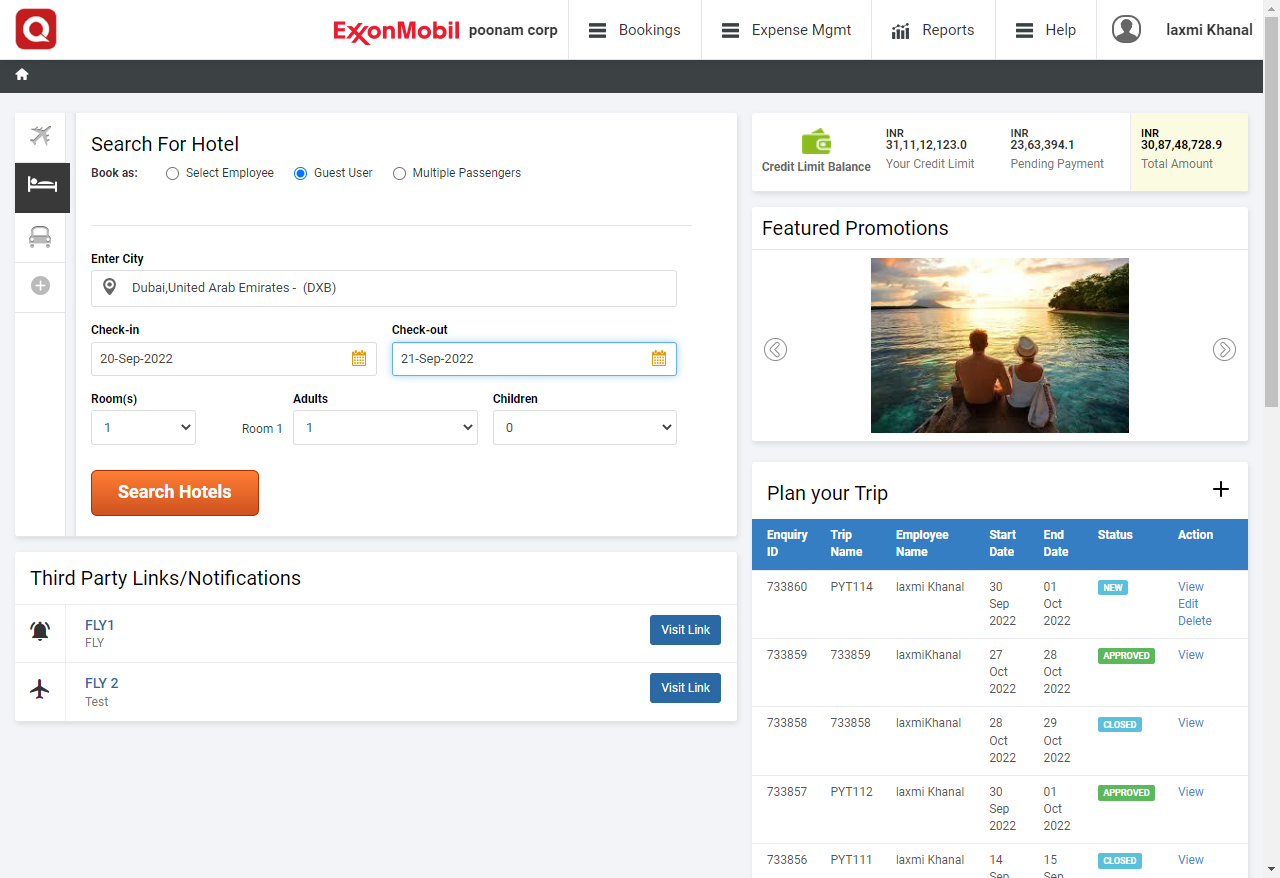 Q
ExxonMobil poonam corp
Bookings
Expense Mgmt
Reports
Help
laxmi Khanal
Search For Hotel
Book as: Select Employee Guest User Multiple Passengers
Enter City
Dubai,United Arab Emirates - (DXB)
Check-in Check-out
20-Sep-2022 21-Sep-2022
Room(s) Adults Children
1 Room 1 1 0
Search Hotels
Third Party Links/Notifications
FLY1
FLY
Visit Link
FLY 2
Test
Visit Link
Credit Limit Balance
INR
31,11,12,123.0
Your Credit Limit
INR
23,63,394.1
Pending Payment
INR
30,87,48,728.9
Total Amount
Featured Promotions
Plan your Trip
Enquiry ID Trip Name Employee Name Start Date End Date Status Action
733860 PYT114 laxmi Khanal 30 Sep 2022 01 Oct 2022 NEW View
Edit
Delete
733859 733859 laxmiKhanal 27 Oct 2022 28 Oct 2022 APPROVED View
733858 733858 laxmiKhanal 28 Oct 2022 29 Oct 2022 CLOSED View
733857 PYT112 laxmi Khanal 30 Sep 2022 01 Oct 2022 APPROVED View
733856 PYT111 laxmi Khanal 14 Sep 15 Sep CLOSED View